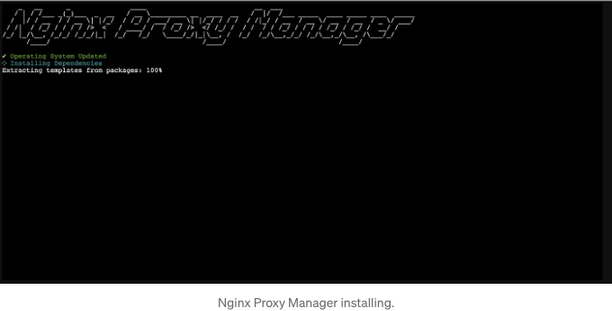 Nginx Proxy Manager
✔ Operating System Updated
Installing Dependencies
Extracting templates from packages: 100%
Nginx Proxy Manager installing.